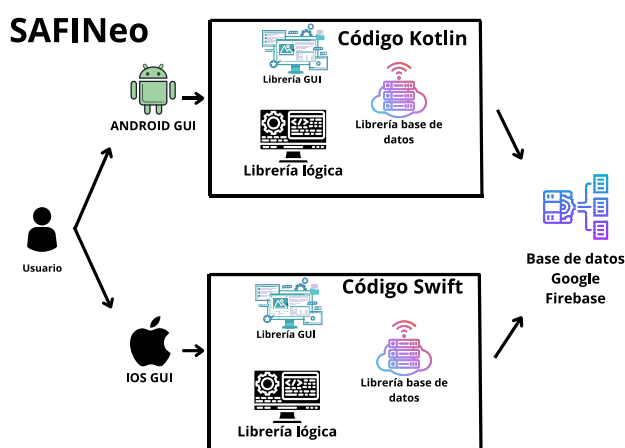 SAFINeo
Código Kotlin
Librería GUI
ANDROID GUI
Librería base de
datos
Librería lógica
Usuario
Base de datos
Google
Firebase
Código Swift
Librería GUI
IOS GUI
Librería base de
datos
Librería lógica